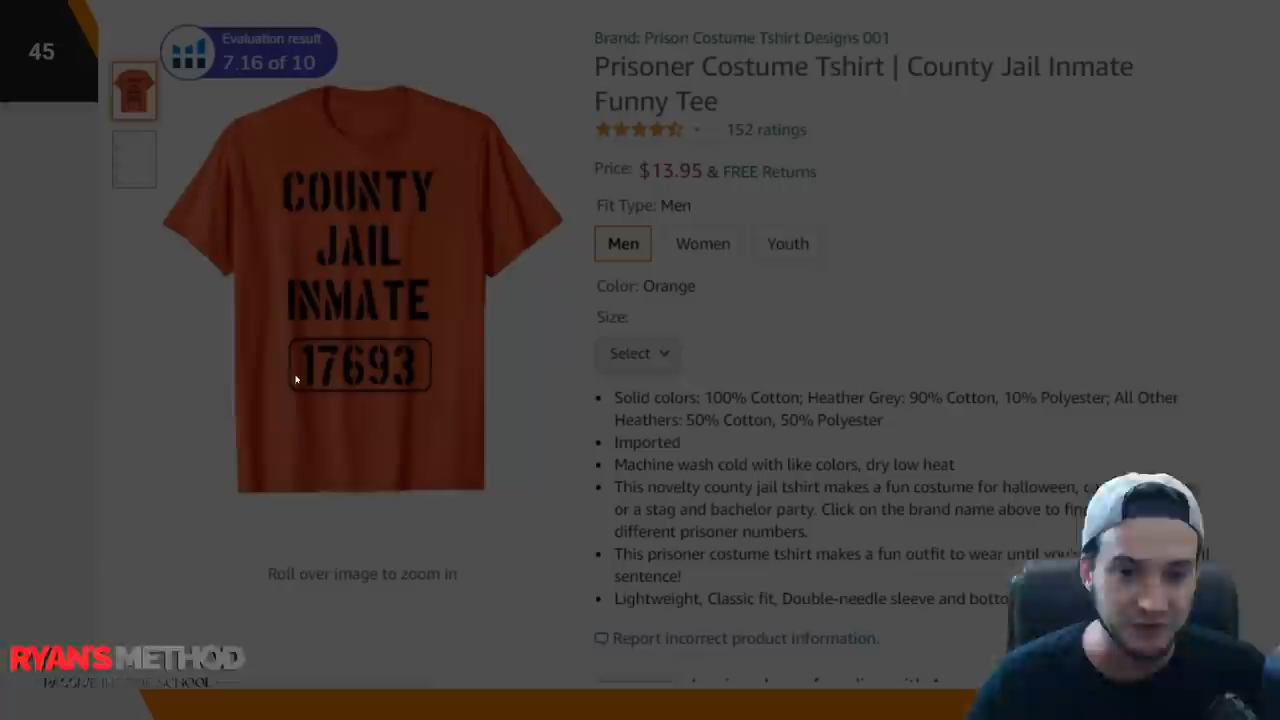 45
Evaluation result
7.16 of 10
COUNTY
JAIL
INMATE
17693
Roll over image to zoom in
Brand: Prison Costume Tshirt Designs 001
Prisoner Costume Tshirt | County Jail Inmate
Funny Tee
152 ratings
Price: $13.95 & FREE Returns
Fit Type: Men
Men Women Youth
Color: Orange
Size:
Select
Solid colors: 100% Cotton; Heather Grey: 90% Cotton, 10% Polyester; All Other
Heathers: 50% Cotton, 50% Polyester
Imported
Machine wash cold with like colors, dry low heat
This novelty county jail tshirt makes a fun costume for halloween,
or a stag and bachelor party. Click on the brand name above to
different prisoner numbers.
This prisoner costume tshirt makes a fun outfit to wear until
sentence!
Lightweight, Classic fit, Double-needle sleeve and
Report incorrect product information.
RYAN'S METHOD
PASSIVE INCOME SCHOOL